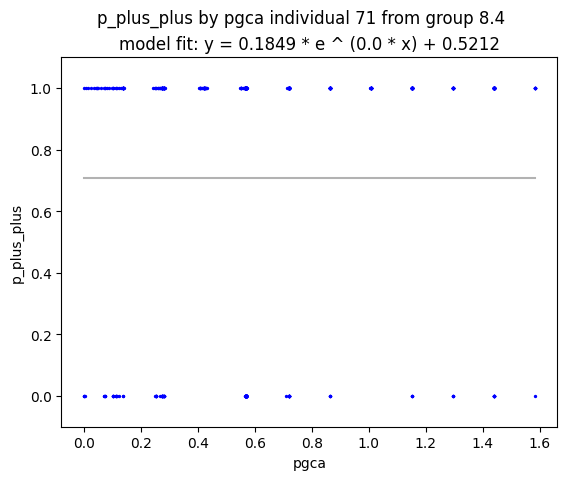 p_plus_plus by pgca individual 71 from group 8.4
model fit: y = 0.1849 * e ^ (0.0 * x) + 0.5212
1.0
0.8
0.6
0.4
0.2
0.0
p_plus_plus
0.0 0.2 0.4 0.6 0.8 1.0 1.2 1.4 1.6
pgca